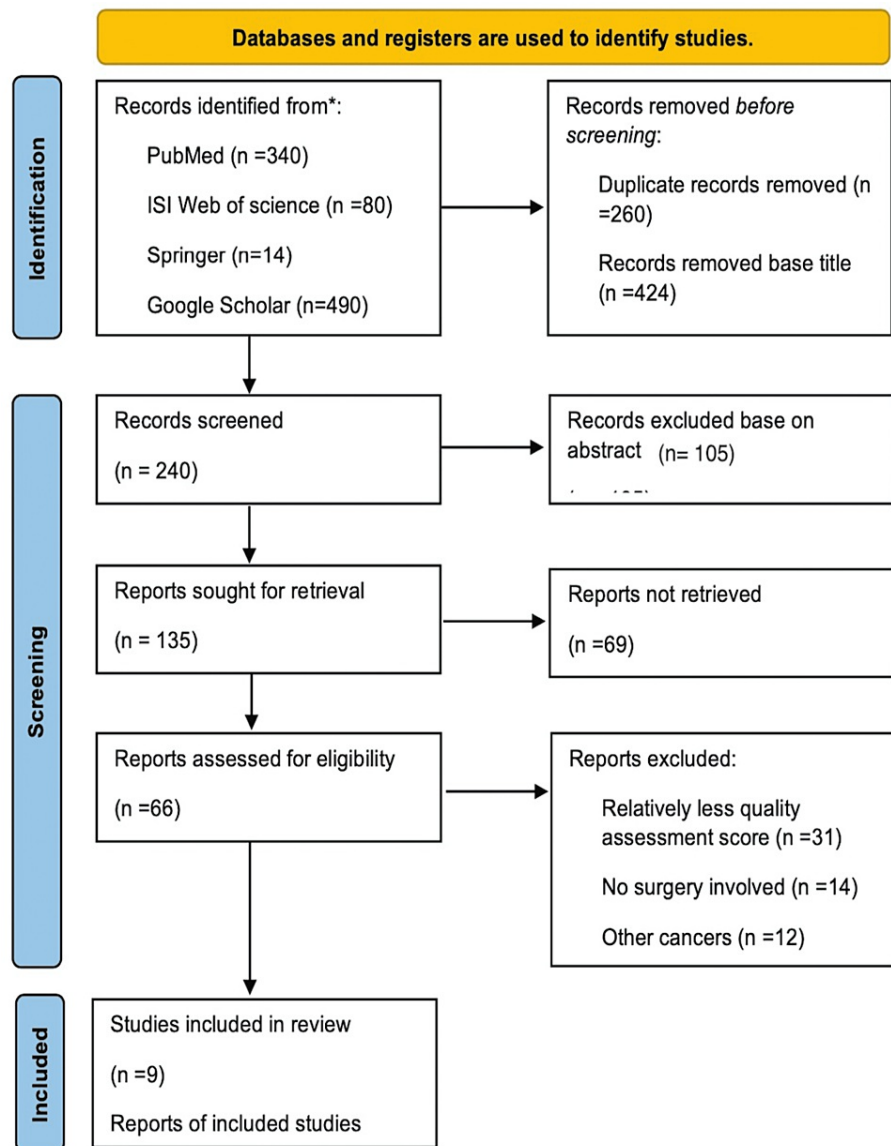 Databases and registers are used to identify studies.
Identification
Records identified from*:
PubMed (n =340)
ISI Web of science (n =80)
Springer (n=14)
Google Scholar (n=490)
Records removed before
screening:
Duplicate records removed (n
=260)
Records removed base title
(n =424)
Screening
Records screened
(n = 240)
Records excluded base on
abstract (n= 105)
Reports sought for retrieval
(n = 135)
Reports not retrieved
(n =69)
Reports assessed for eligibility
(n =66)
Reports excluded:
Relatively less quality
assessment score (n =31)
No surgery involved (n =14)
Other cancers (n =12)
Included
Studies included in review
(n =9)
Reports of included studies